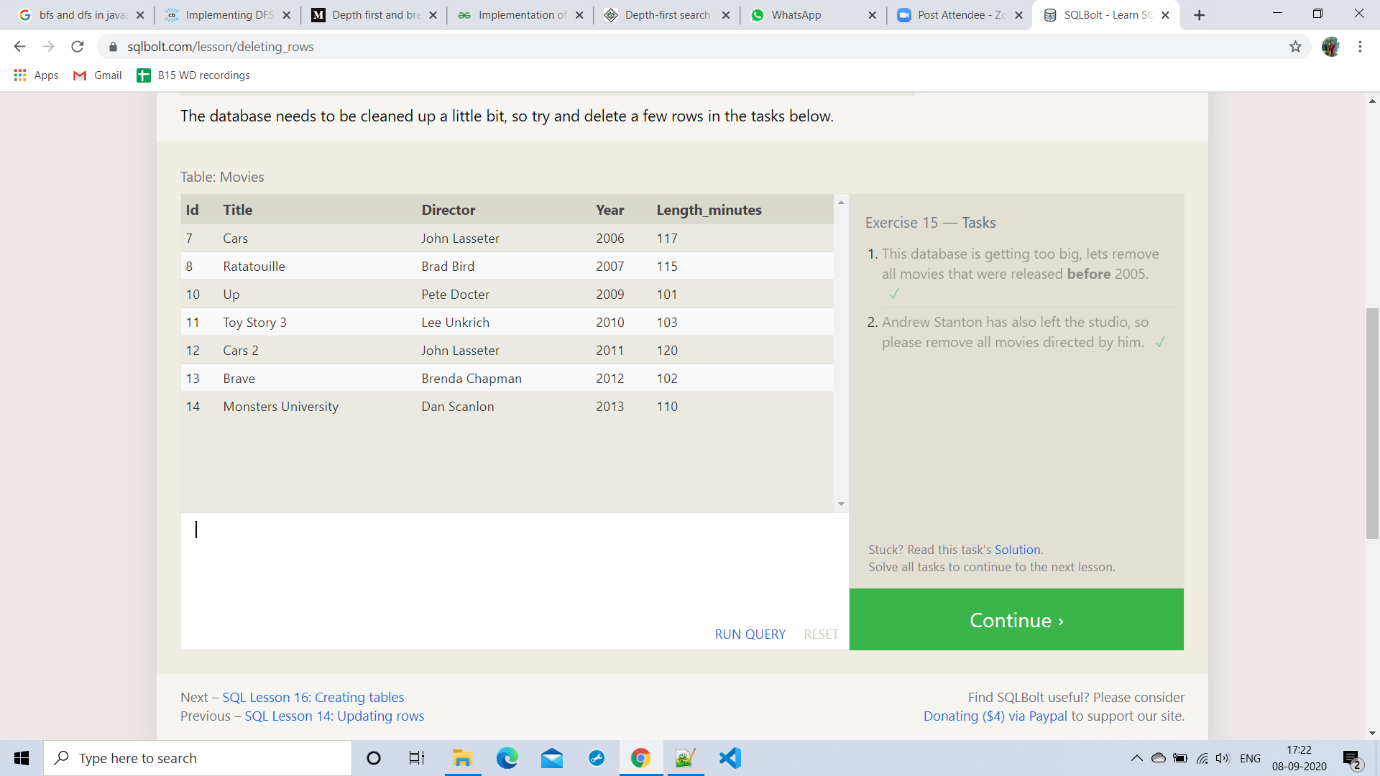 bfs and dfs in javas
Implementing DFS
Depth first and bre
Implementation of
Depth-first search
WhatsApp
Post Attendee - Zo
SQLBolt - Learn SQ
sqlbolt.com/lesson/deleting_rows
Apps
Gmail
B15 WD recordings
The database needs to be cleaned up a little bit, so try and delete a few rows in the tasks below.
Table: Movies
Id Title Director Year Length_minutes
7 Cars John Lasseter 2006 117
8 Ratatouille Brad Bird 2007 115
10 Up Pete Docter 2009 101
11 Toy Story 3 Lee Unkrich 2010 103
12 Cars 2 John Lasseter 2011 120
13 Brave Brenda Chapman 2012 102
14 Monsters University Dan Scanlon 2013 110
RUN QUERY RESET
Exercise 15 — Tasks
1. This database is getting too big, lets remove
all movies that were released before 2005.
✓
2. Andrew Stanton has also left the studio, so
please remove all movies directed by him. ✓
Stuck? Read this task's Solution.
Solve all tasks to continue to the next lesson.
Continue ›
Next – SQL Lesson 16: Creating tables
Previous – SQL Lesson 14: Updating rows
Find SQLBolt useful? Please consider
Donating ($4) via Paypal to support our site.
Type here to search
ENG
17:22
08-09-2020
2